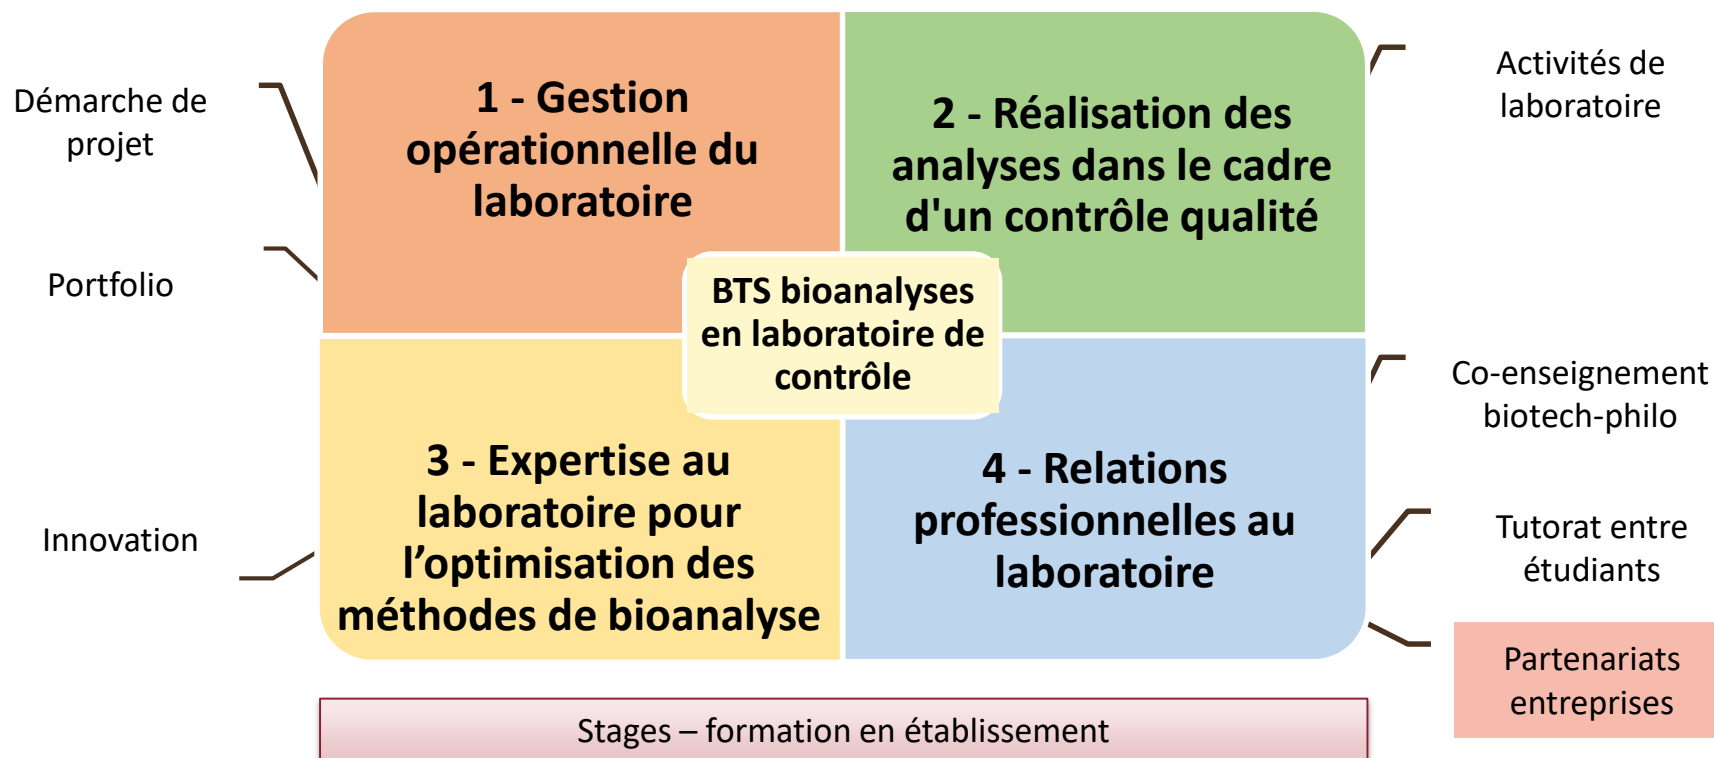 Démarche de
projet
Portfolio
Innovation
1 - Gestion
opérationnelle du
laboratoire
2 - Réalisation des
analyses dans le cadre
d'un contrôle qualité
BTS bioanalyses
en laboratoire de
contrôle
3 - Expertise au
laboratoire pour
l’optimisation des
méthodes de bioanalyse
4 - Relations
professionnelles au
laboratoire
Activités de
laboratoire
Co-enseignement
biotech-philo
Tutorat entre
étudiants
Partenariats
entreprises
Stages – formation en établissement